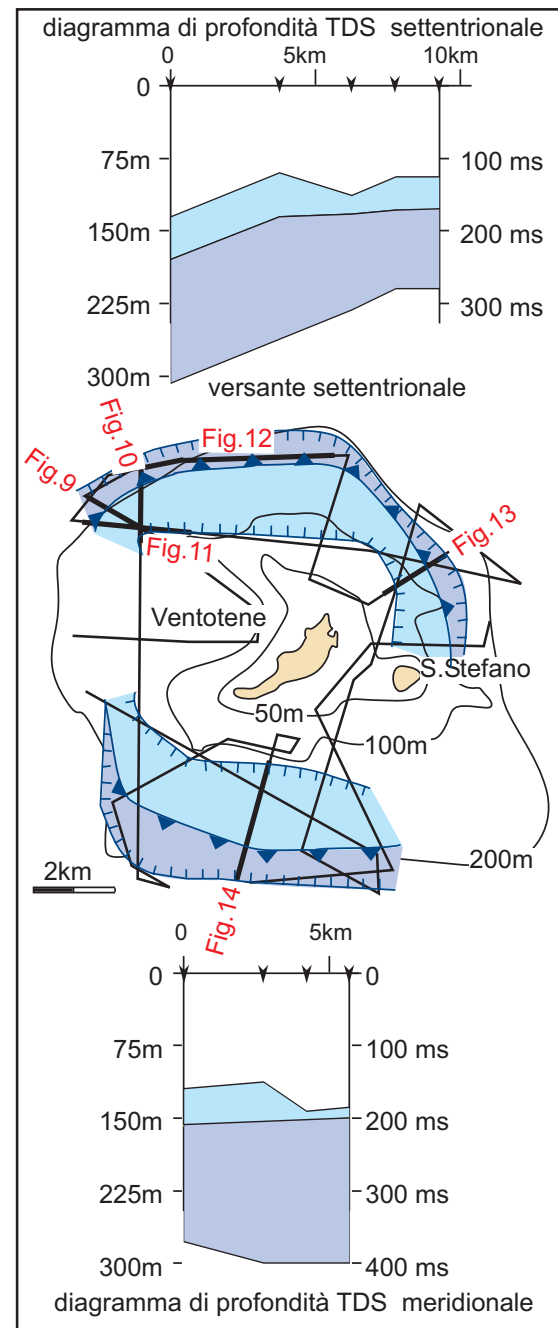 diagramma di profondità TDS settentrionale
0 5km 10km
0
75m 100 ms
150m 200 ms
225m 300 ms
300m
versante settentrionale
Fig.10
Fig.12
Fig.9
Fig.11
Fig.13
Ventotene
S.Stefano
50m
100m
200m
2km
Fig.14
0 5km
0 0
75m 100 ms
150m 200 ms
225m 300 ms
300m 400 ms
diagramma di profondità TDS meridionale